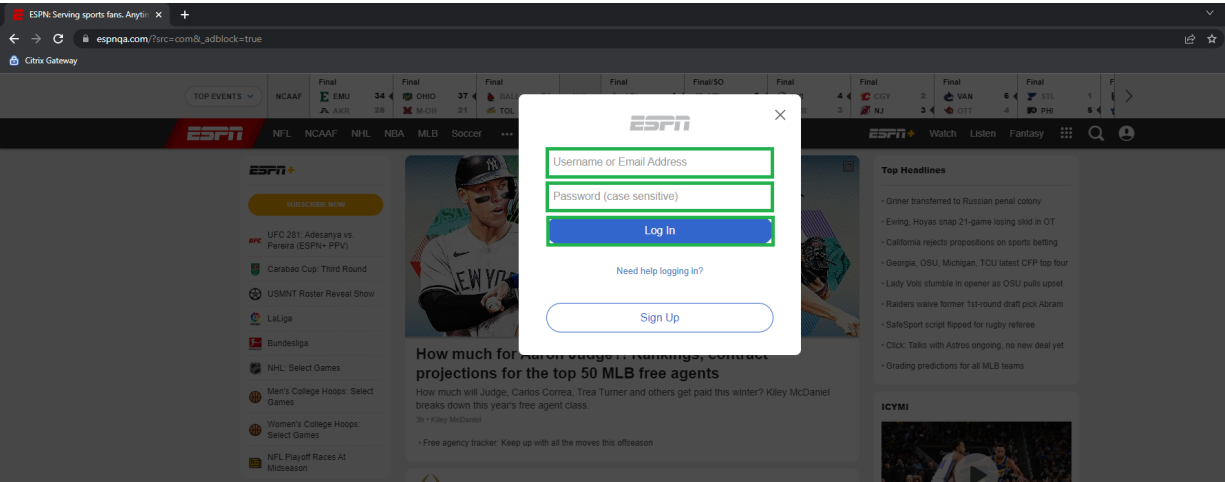 ESPN: Serving sports fans. Anytin
espnqa.com/?src=com&_adblock=true
Citrix Gateway
TOP EVENTS
NCAAF
Final
EMU 34
AKR 28
Final
OHIO 37
M-OH 21
Final
BALL
TOL
Final
Final/SO
Final
4
3
Final
CGY 2
NJ 3
Final
VAN 6
OTT 4
Final
STL 1
PHI 5
ESPN
NFL NCAAF NHL NBA MLB Soccer •••
ESPN+ Watch Listen Fantasy
ESPN+
SUBSCRIBE NOW
UFC 281: Adesanya vs.
Pereira (ESPN+ PPV)
Carabao Cup: Third Round
USMNT Roster Reveal Show
LaLiga
Bundesliga
NHL: Select Games
Men's College Hoops: Select
Games
Women's College Hoops:
Select Games
NFL Playoff Races At
Midseason
ESPN
Username or Email Address
Password (case sensitive)
Log In
Need help logging in?
Sign Up
How much for Aaron Judge?! Rankings, contract
projections for the top 50 MLB free agents
How much will Judge, Carlos Correa, Trea Turner and others get paid this winter? Kiley McDaniel
breaks down this year's free agent class.
3h • Kiley McDaniel
• Free agency tracker: Keep up with all the moves this offseason
Top Headlines
• Griner transferred to Russian penal colony
• Ewing, Hoyas snap 21-game losing skid in OT
• California rejects propositions on sports betting
• Georgia, OSU, Michigan, TCU latest CFP top four
• Lady Vols stumble in opener as OSU pulls upset
• Raiders waive former 1st-round draft pick Abram
• SafeSport script flipped for rugby referee
• Click: Talks with Astros ongoing, no new deal yet
• Grading predictions for all MLB teams
ICYMI